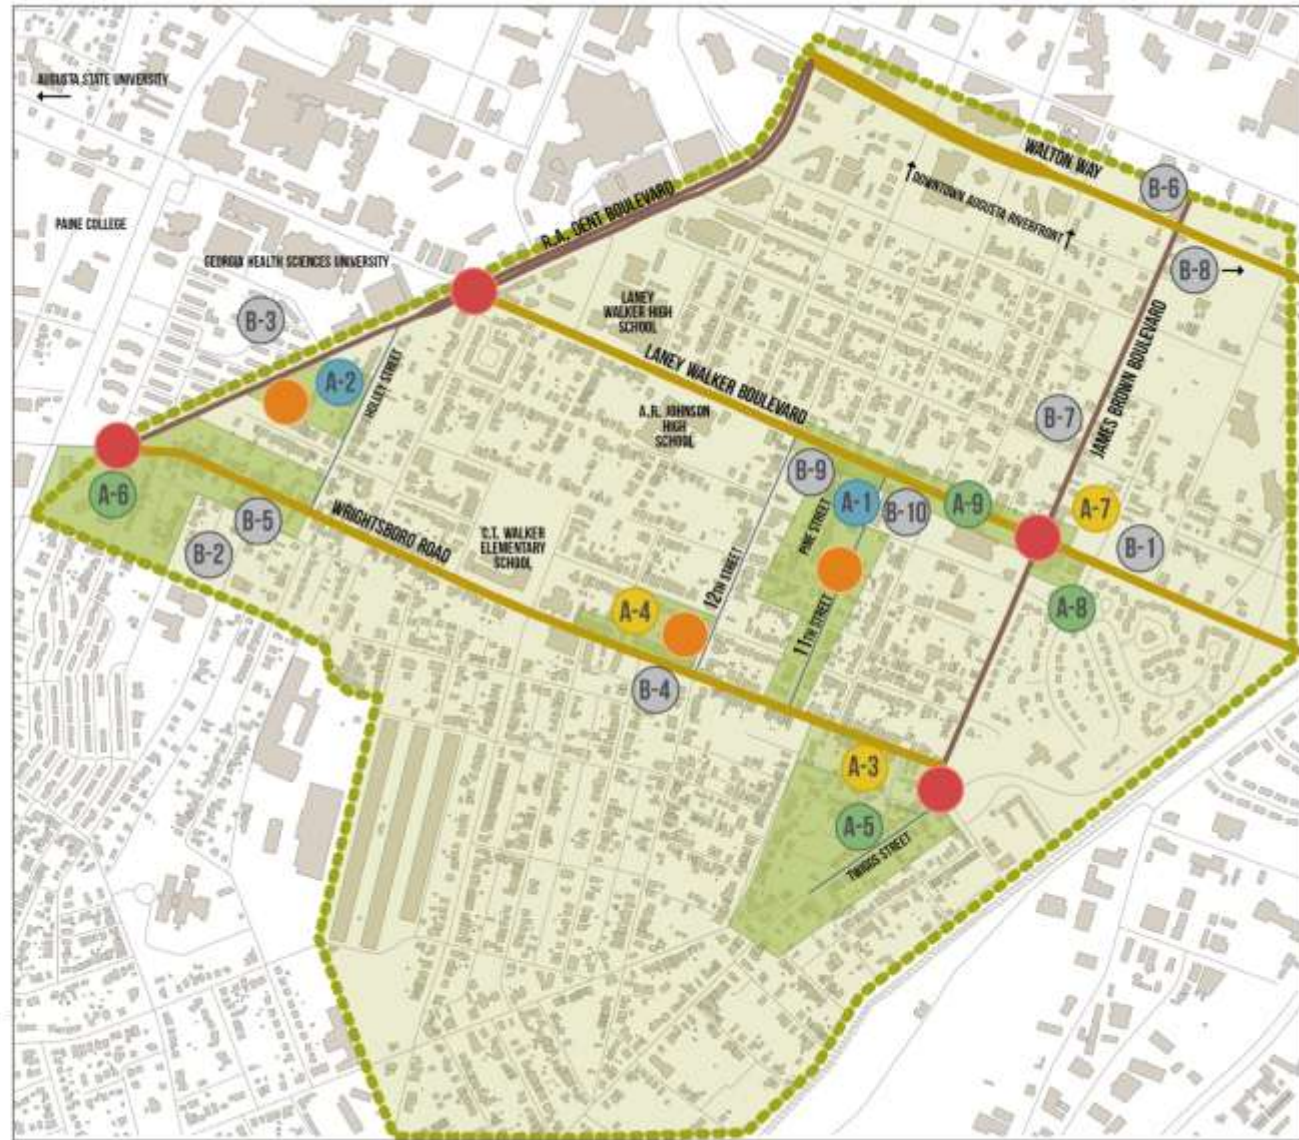 AUGUSTA STATE UNIVERSITY
WALTON WAY
DOWNTOWN AUGUSTA RIVERFRONT
B-6
PAINE COLLEGE
R.A. DENT BOULEVARD
GEORGIA HEALTH SCIENCES UNIVERSITY
B-8
LANEY
WALKER HIGH
SCHOOL
B-3
JAMES BROWN BOULEVARD
LANEY WALKER BOULEVARD
A-2
HOLLEY STREET
A.R. JOHNSON
HIGH
SCHOOL
B-7
B-9
A-1
B-10
A-9
A-7
A-6
B-5
WRIGHTSBORO ROAD
PINE STREET
B-2
C.T. WALKER
ELEMENTARY
SCHOOL
B-1
12TH STREET
A-4
11TH STREET
A-8
B-4
A-3
A-5
TWIGGS STREET